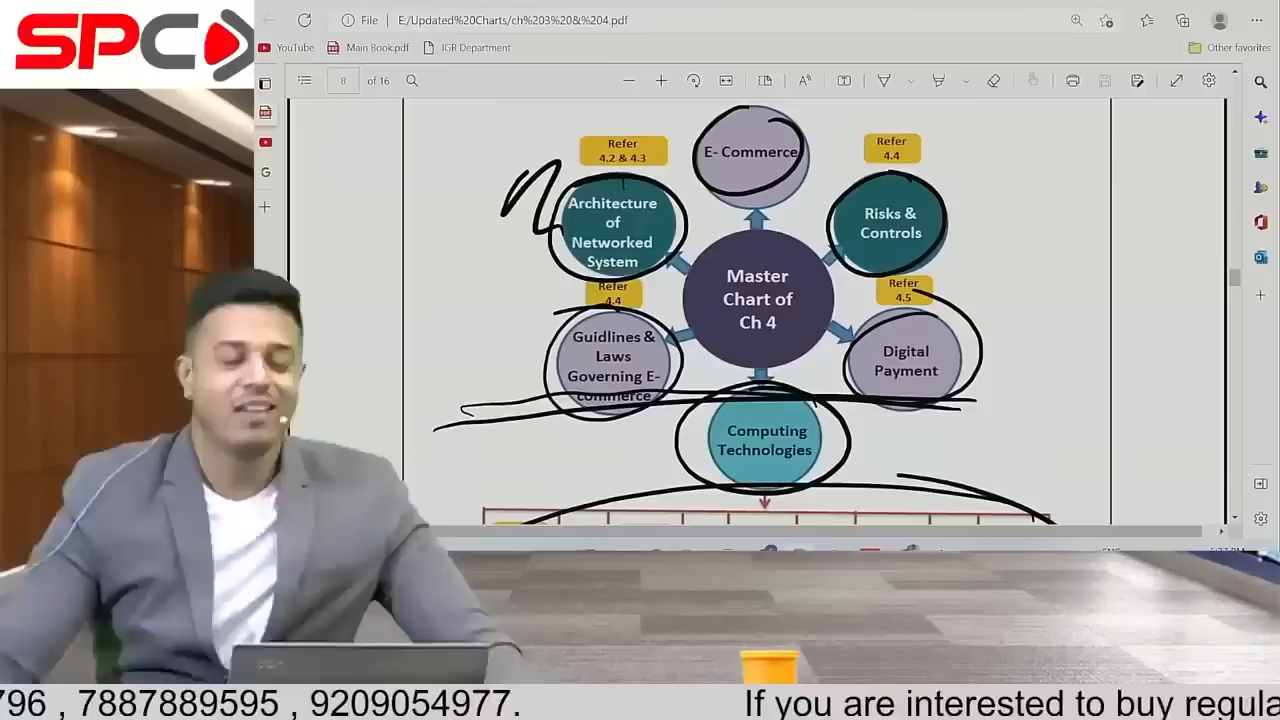 SPC
File
E:/Updated%20Charts/ch%203%20&%204.pdf
YouTube
Main Book.pdf
IGR Department
Other favorites
8
of 16
E- Commerce
Refer
4.2 & 4.3
Refer
4.4
Architecture
of
Networked
System
Risks &
Controls
Master
Chart of
Ch 4
Refer
4.4
Refer
4.5
Guidlines &
Laws
Governing E-
commerce
Digital
Payment
Computing
Technologies
ENG
796 , 7887889595 , 9209054977.
If you are interested to buy regula